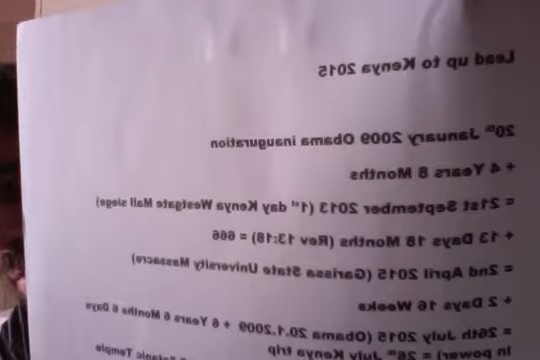 Lead up to Kenya 2015
20th January 2009 Obama inauguration
+ 4 Years 8 Months
= 21st September 2013 (1st day Kenya Westgate Mall siege)
+ 13 Days 18 Months (Rev 13:18) = 666
= 2nd April 2015 (Garissa State University Massacre)
+ 2 Days 16 Weeks
= 26th July 2015 (Obama 20.1.2009 + 6 Years 6 Months 6 Days
in power) = 26th July Kenya trip
Satanic Temple